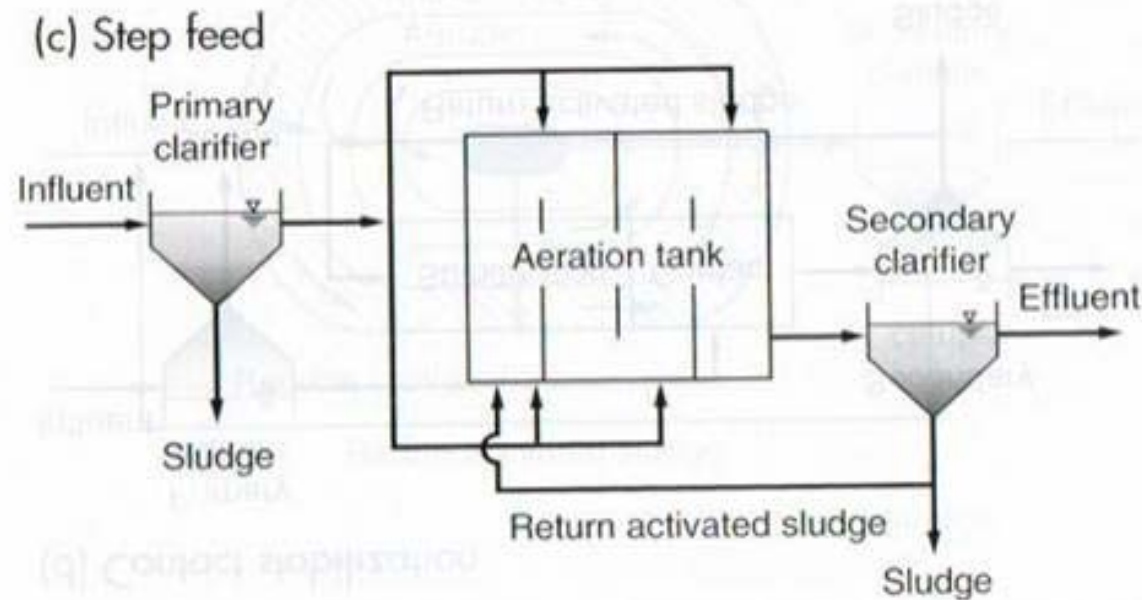 (c) Step feed
Primary
clarifier
Influent
Aeration tank
Secondary
clarifier
Effluent
Sludge
Return activated sludge
Sludge